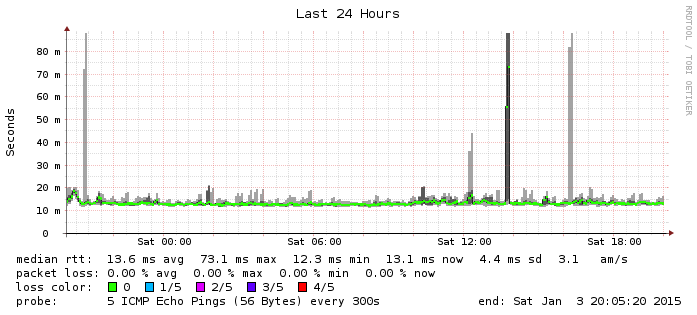 Last 24 Hours
RRDTOOL / TOBI OETIKER
Seconds
80 m
70 m
60 m
50 m
40 m
30 m
20 m
10 m
0
Sat 00:00 Sat 06:00 Sat 12:00 Sat 18:00
median rtt: 13.6 ms avg 73.1 ms max 12.3 ms min 13.1 ms now 4.4 ms sd 3.1 am/s
packet loss: 0.00 % avg 0.00 % max 0.00 % min 0.00 % now
loss color: 0 1/5 2/5 3/5 4/5
probe: 5 ICMP Echo Pings (56 Bytes) every 300s end: Sat Jan 3 20:05:20 2015